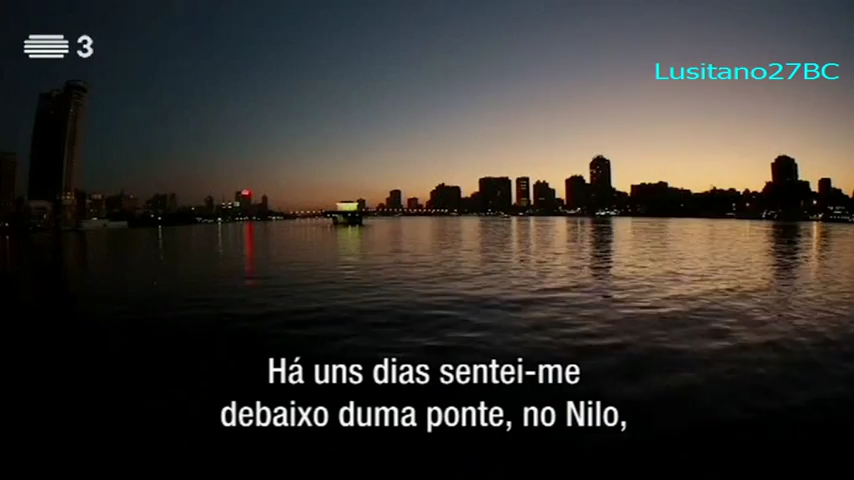 3
Lusitano27BC
Há uns dias sentei-me
debaixo duma ponte, no Nilo,